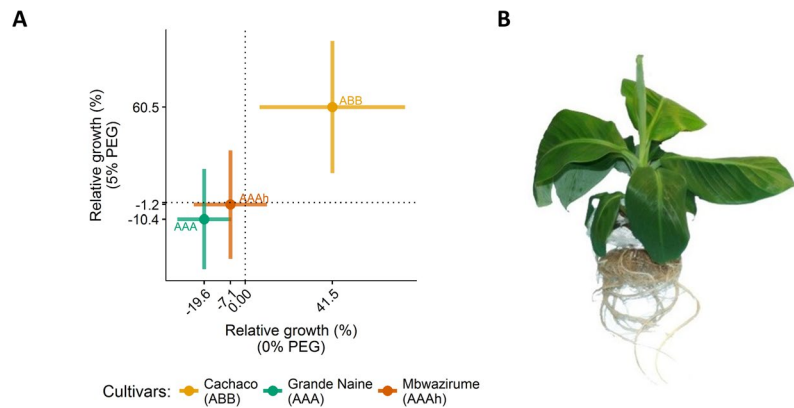 A
B
Relative growth (%)
(5% PEG)
60.5
-1.2
-10.4
ABB
AAAh
AAA
-19.6
-7.1
0.00
41.5
Relative growth (%)
(0% PEG)
Cultivars:
Cachaco
(ABB)
Grande Naine
(AAA)
Mbwazirume
(AAAh)